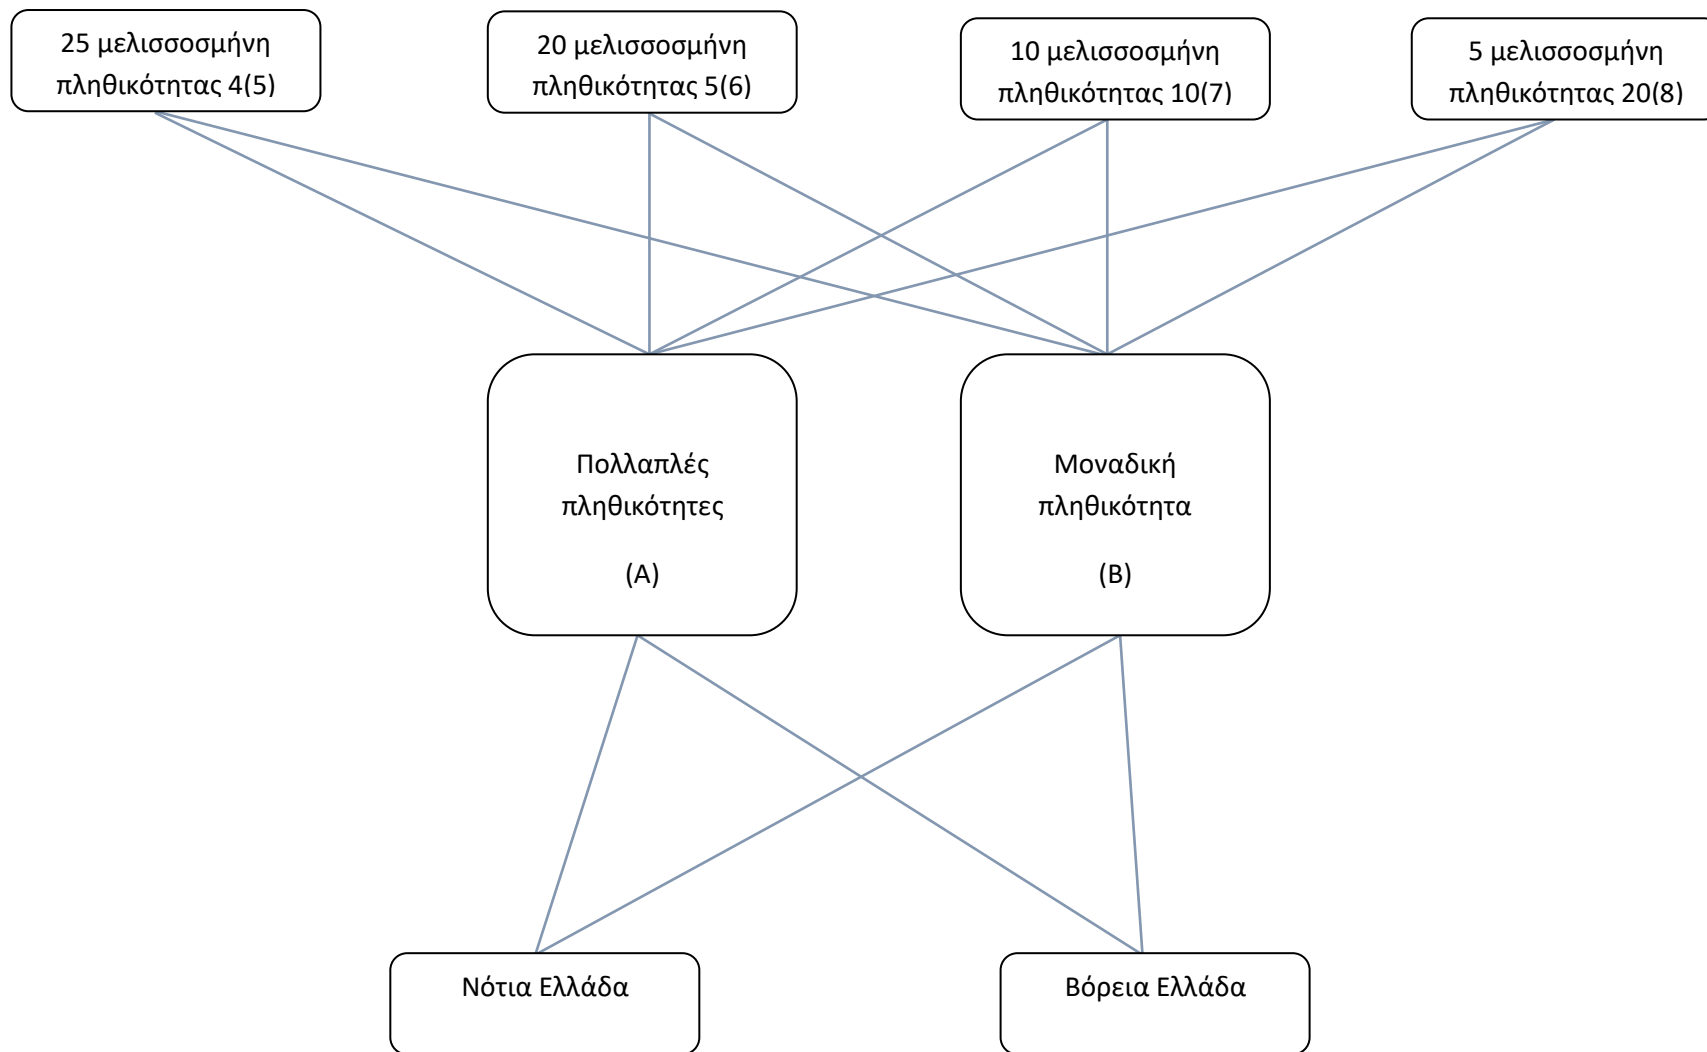 25 μελισσοσμήνη
πληθικότητας 4(5)
20 μελισσοσμήνη
πληθικότητας 5(6)
10 μελισσοσμήνη
πληθικότητας 10(7)
5 μελισσοσμήνη
πληθικότητας 20(8)
Πολλαπλές
πληθικότητες
(Α)
Μοναδική
πληθικότητα
(Β)
Νότια Ελλάδα
Βόρεια Ελλάδα